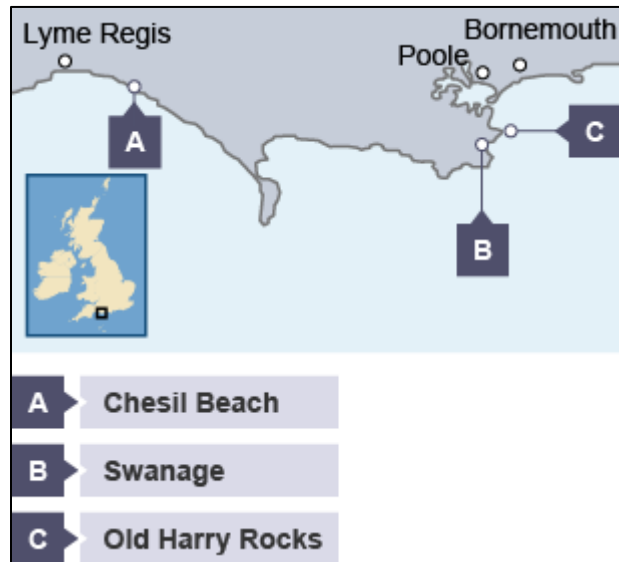 Lyme Regis
Bornemouth
Poole
A
C
B
A Chesil Beach
B Swanage
C Old Harry Rocks